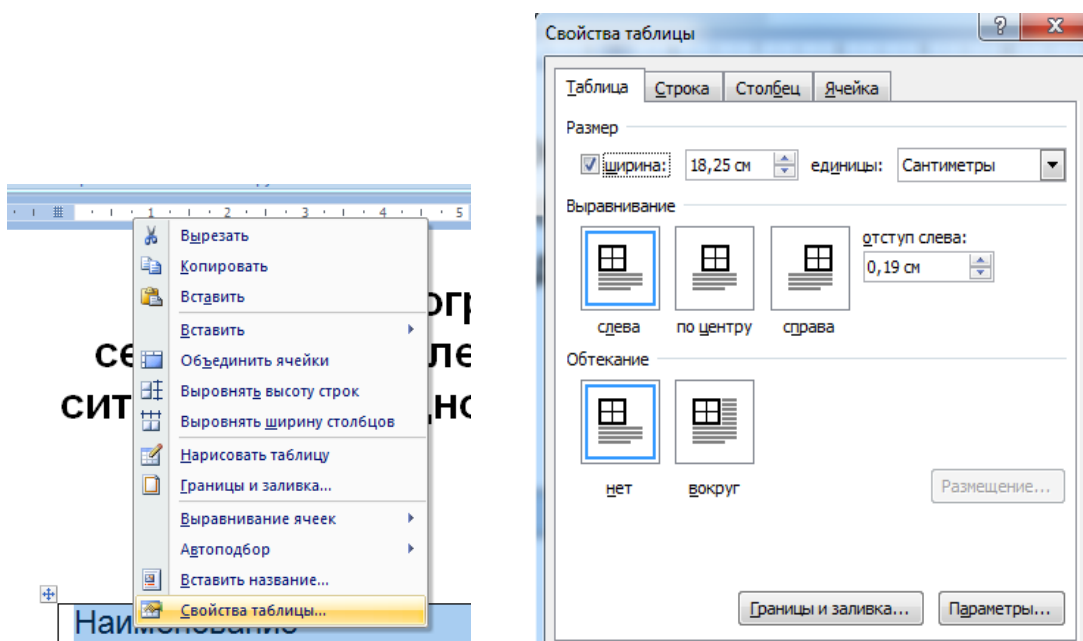 1 2 3 4 5
Вырезать
Копировать
Вставить
Вставить
Объединить ячейки
Выровнять высоту строк
Выровнять ширину столбцов
Нарисовать таблицу
Границы и заливка...
Выравнивание ячеек
Автоподбор
Вставить название...
Свойства таблицы...
Свойства таблицы
Таблица Строка Столбец Ячейка
Размер
ширина: 18,25 см единицы: Сантиметры
Выравнивание
отступ слева:
0,19 см
слева по центру справа
Обтекание
нет вокруг
Размещение...
Границы и заливка... Параметры...